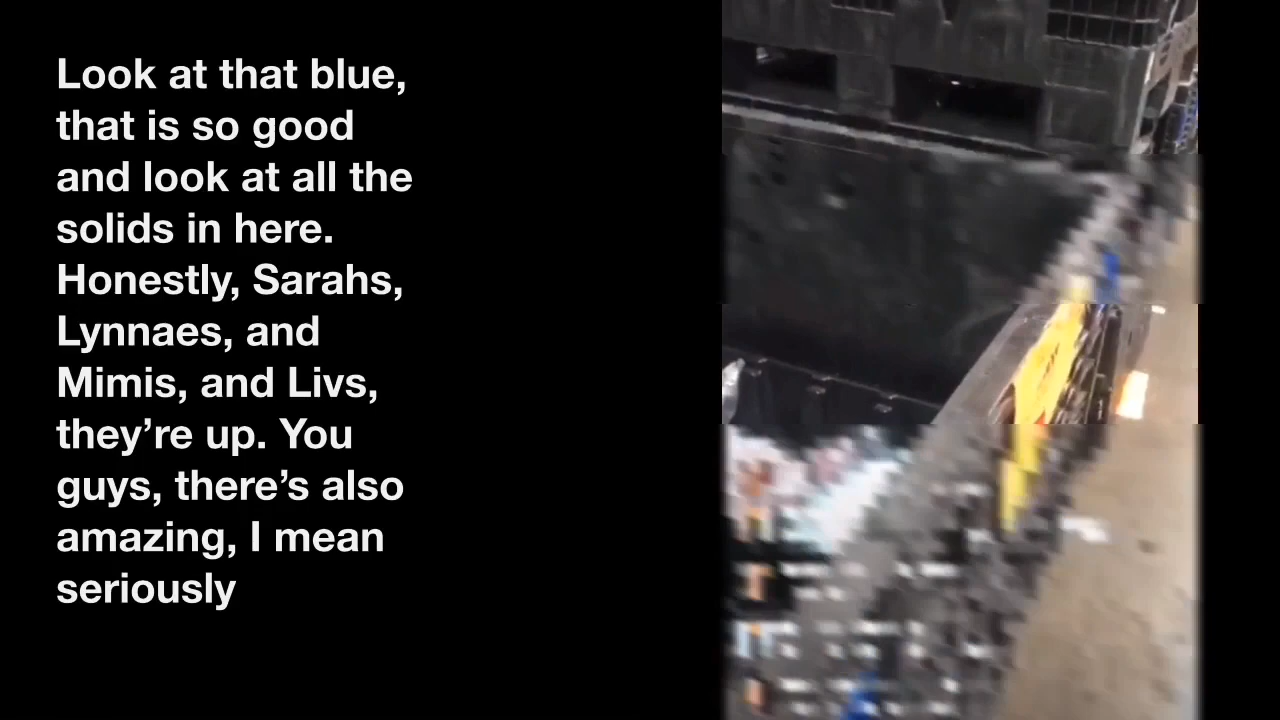 Look at that blue,
that is so good
and look at all the
solids in here.
Honestly, Sarahs,
Lynnaes, and
Mimis, and Livs,
they’re up. You
guys, there’s also
amazing, I mean
seriously